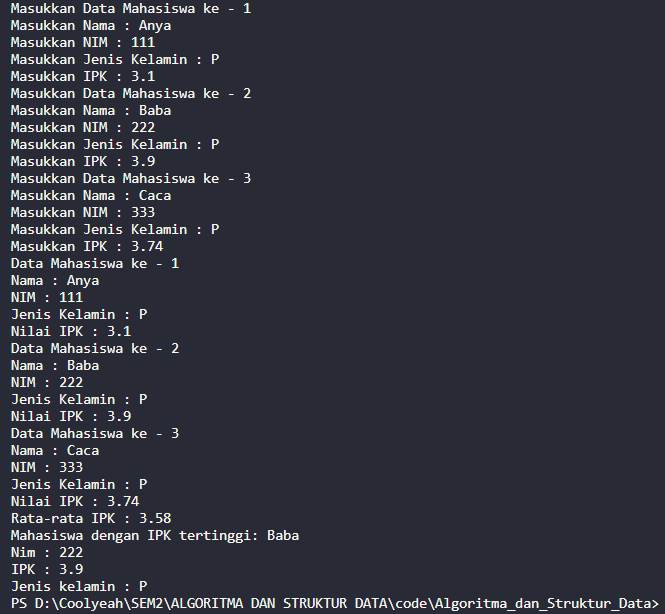 Masukkan Data Mahasiswa ke - 1
Masukkan Nama : Anya
Masukkan NIM : 111
Masukkan Jenis Kelamin : P
Masukkan IPK : 3.1
Masukkan Data Mahasiswa ke - 2
Masukkan Nama : Baba
Masukkan NIM : 222
Masukkan Jenis Kelamin : P
Masukkan IPK : 3.9
Masukkan Data Mahasiswa ke - 3
Masukkan Nama : Caca
Masukkan NIM : 333
Masukkan Jenis Kelamin : P
Masukkan IPK : 3.74
Data Mahasiswa ke - 1
Nama : Anya
NIM : 111
Jenis Kelamin : P
Nilai IPK : 3.1
Data Mahasiswa ke - 2
Nama : Baba
NIM : 222
Jenis Kelamin : P
Nilai IPK : 3.9
Data Mahasiswa ke - 3
Nama : Caca
NIM : 333
Jenis Kelamin : P
Nilai IPK : 3.74
Rata-rata IPK : 3.58
Mahasiswa dengan IPK tertinggi: Baba
Nim : 222
IPK : 3.9
Jenis kelamin : P
PS D:\Coolyeah\SEM2\ALGORITMA DAN STRUKTUR DATA\code\Algoritma_dan_Struktur_Data>